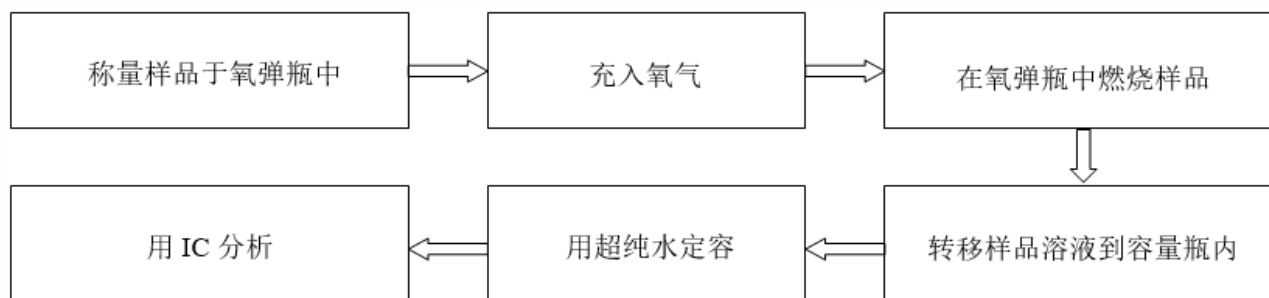 称量样品于氧弹瓶中
充入氧气
在氧弹瓶中燃烧样品
转移样品溶液到容量瓶内
用超纯水定容
用 IC 分析